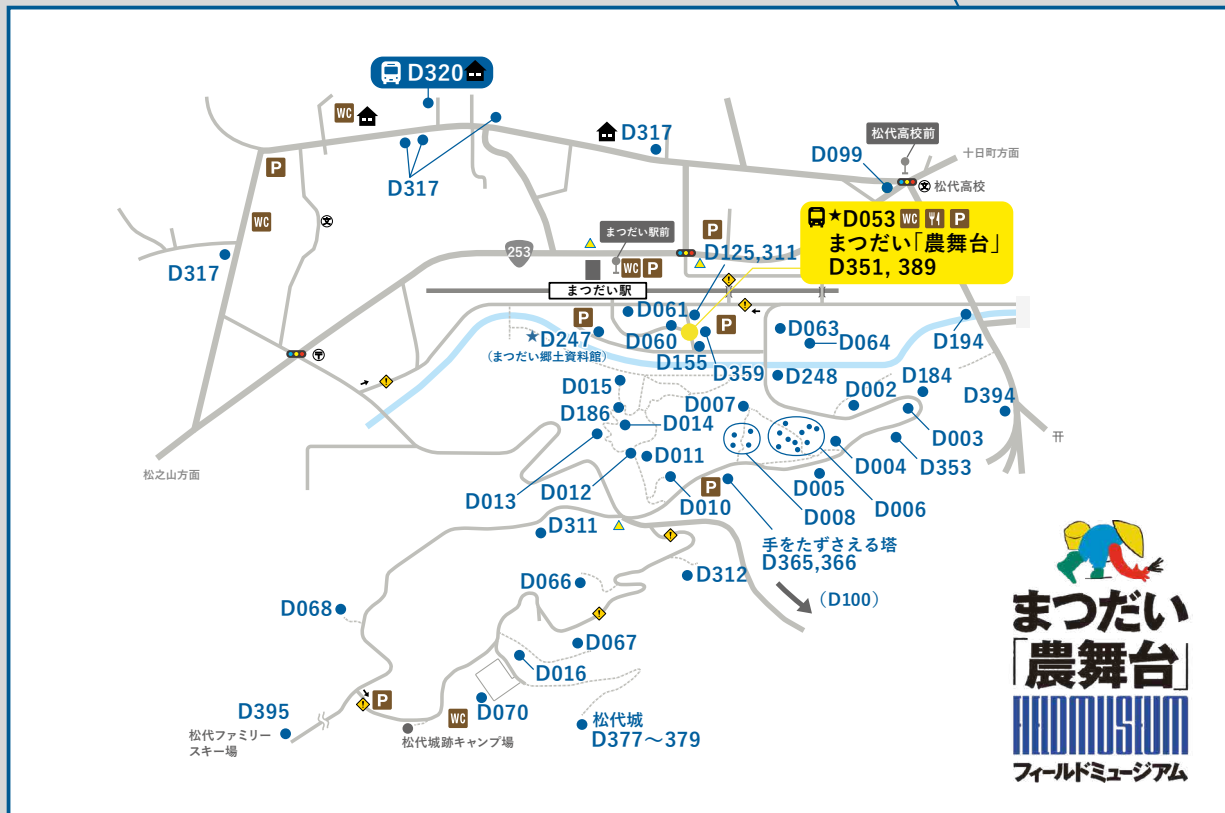 D320
WC
D317
松代高校前
十日町方面
D099
P
D317
松代高校
WC
★D053 WC P
まつだい「農舞台」
D351, 389
P
まつだい駅前
D125,311
253
WC P
D317
まつだい駅
D061
P
P
D063
★D247
D060
D064
D194
(まつだい郷土資料館)
D155
D359
D015
D248
D184
D002
D394
D186
D007
D014
D003
〒
D011
D004
D353
松之山方面
D012
P
D005
D013
D010
D008
D006
D311
手をたずさえる塔
D365,366
D312
D066
(D100)
D068
D067
D016
P
D070
D395
WC
松代城
D377〜379
松代ファミリー
スキー場
松代城跡キャンプ場
まつだい
「農舞台」
FIELDMUSEUM
フィールドミュージアム